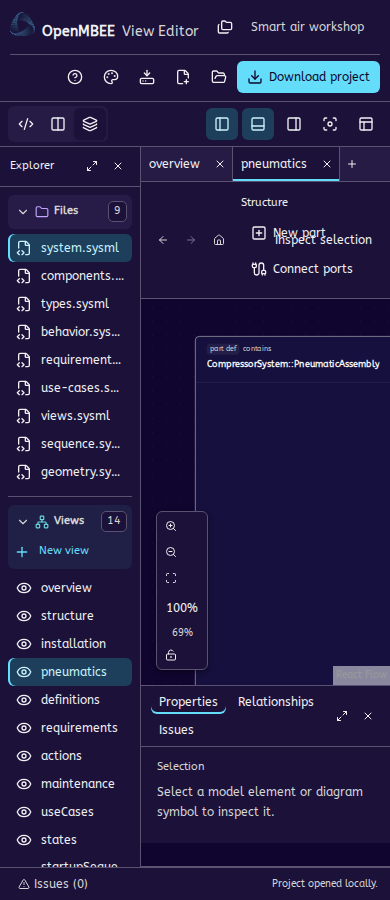 OpenMBEE View Editor
Smart air workshop
Download project
Explorer
overview
pneumatics
Files
9
system.sysml
components....
types.sysml
behavior.sys...
requirement...
use-cases.s...
views.sysml
sequence.sy...
geometry.sy...
Views
14
New view
overview
structure
installation
pneumatics
definitions
requirements
actions
maintenance
useCases
states
startupSeque
Structure
New part
Inspect selection
Connect ports
part def contains
CompressorSystem::PneumaticAssembly
100%
69%
React Flow
Properties
Relationships
Issues
Selection
Select a model element or diagram
symbol to inspect it.
Issues (0)
Project opened locally.